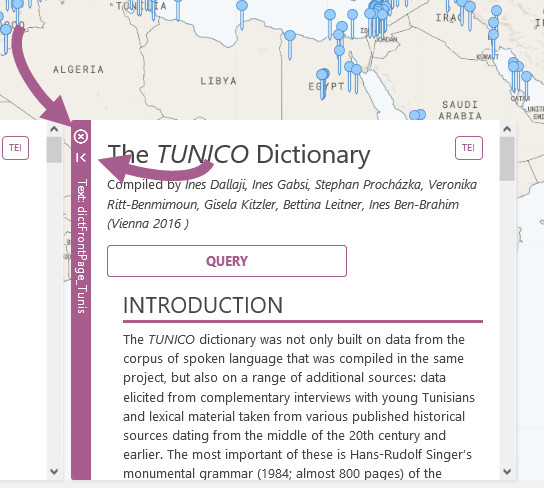 TUNISIA
ALGERIA
LIBYA
EGYPT
JORDAN
IRAQ
KUWAIT
QATAR
SAUDI
ARABIA
TEI
Text: dictFrontPage_Tunis
The TUNICO Dictionary
TEI
Compiled by Ines Dallaji, Ines Gabsi, Stephan Procházka, Veronika
Ritt-Benmimoun, Gisela Kitzler, Bettina Leitner, Ines Ben-Brahim
(Vienna 2016 )
QUERY
INTRODUCTION
The TUNICO dictionary was not only built on data from the
corpus of spoken language that was compiled in the same
project, but also on a range of additional sources: data
elicited from complementary interviews with young Tunisians
and lexical material taken from various published historical
sources dating from the middle of the 20th century and
earlier. The most important of these is Hans-Rudolf Singer's
monumental grammar (1984; almost 800 pages) of the